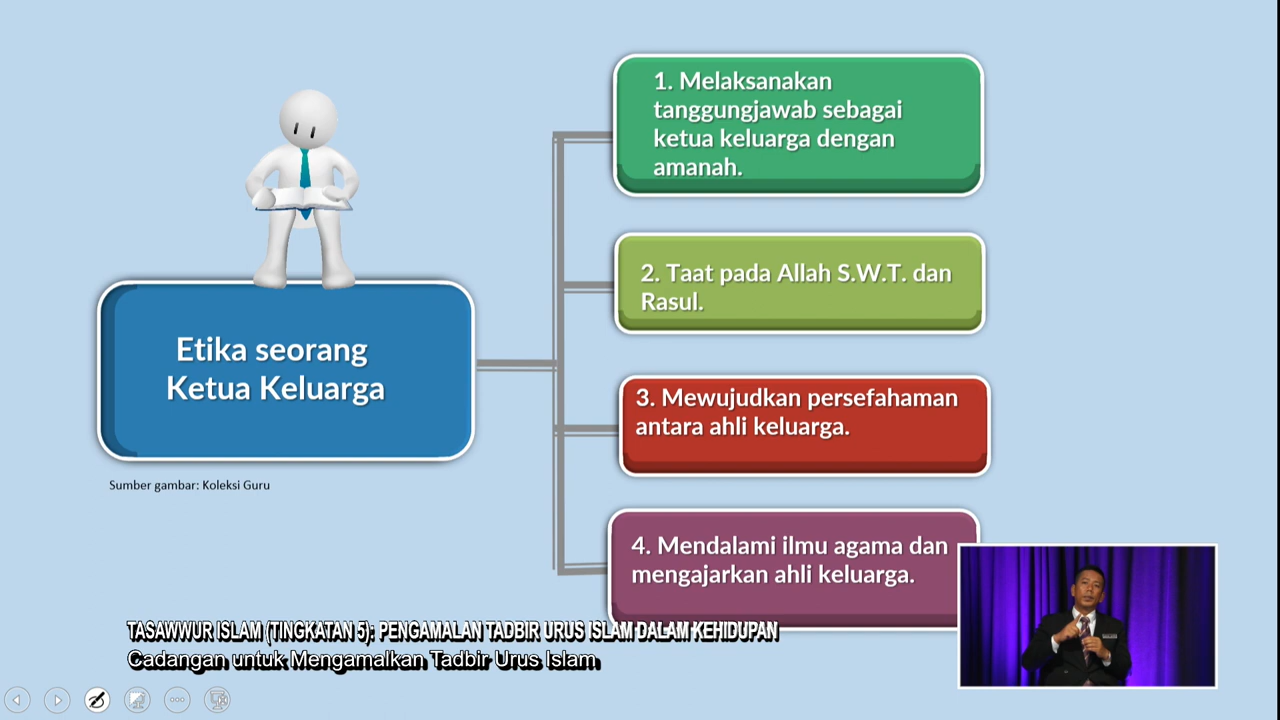 Etika seorang
Ketua Keluarga
Sumber gambar: Koleksi Guru
1. Melaksanakan
tanggungjawab sebagai
ketua keluarga dengan
amanah.
2. Taat pada Allah S.W.T. dan
Rasul.
3. Mewujudkan persefahaman
antara ahli keluarga.
4. Mendalami ilmu agama dan
mengajarkan ahli keluarga.
TASAWWUR ISLAM (TINGKATAN 5): PENGAMALAN TADBIR URUS ISLAM DALAM KEHIDUPAN
Cadangan untuk Mengamalkan Tadbir Urus Islam